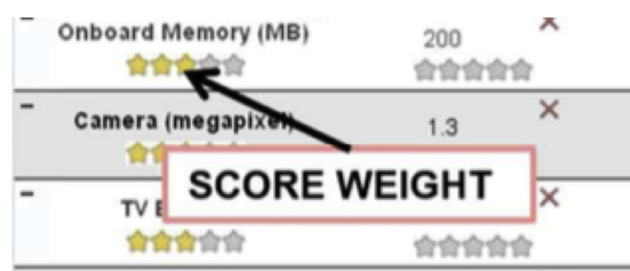 Onboard Memory (MB)
200
Camera (megapixel)
1.3
SCORE WEIGHT
TV